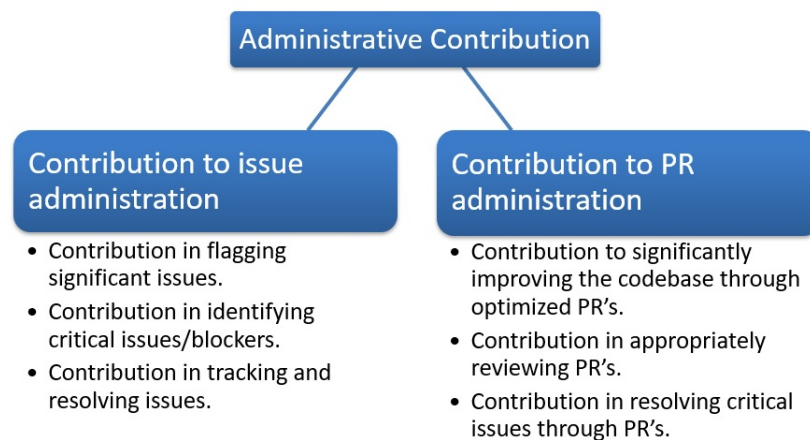 Administrative Contribution
Contribution to issue
administration
• Contribution in flagging
significant issues.
• Contribution in identifying
critical issues/blockers.
• Contribution in tracking and
resolving issues.
Contribution to PR
administration
• Contribution to significantly
improving the codebase through
optimized PR’s.
• Contribution in appropriately
reviewing PR’s.
• Contribution in resolving critical
issues through PR’s.